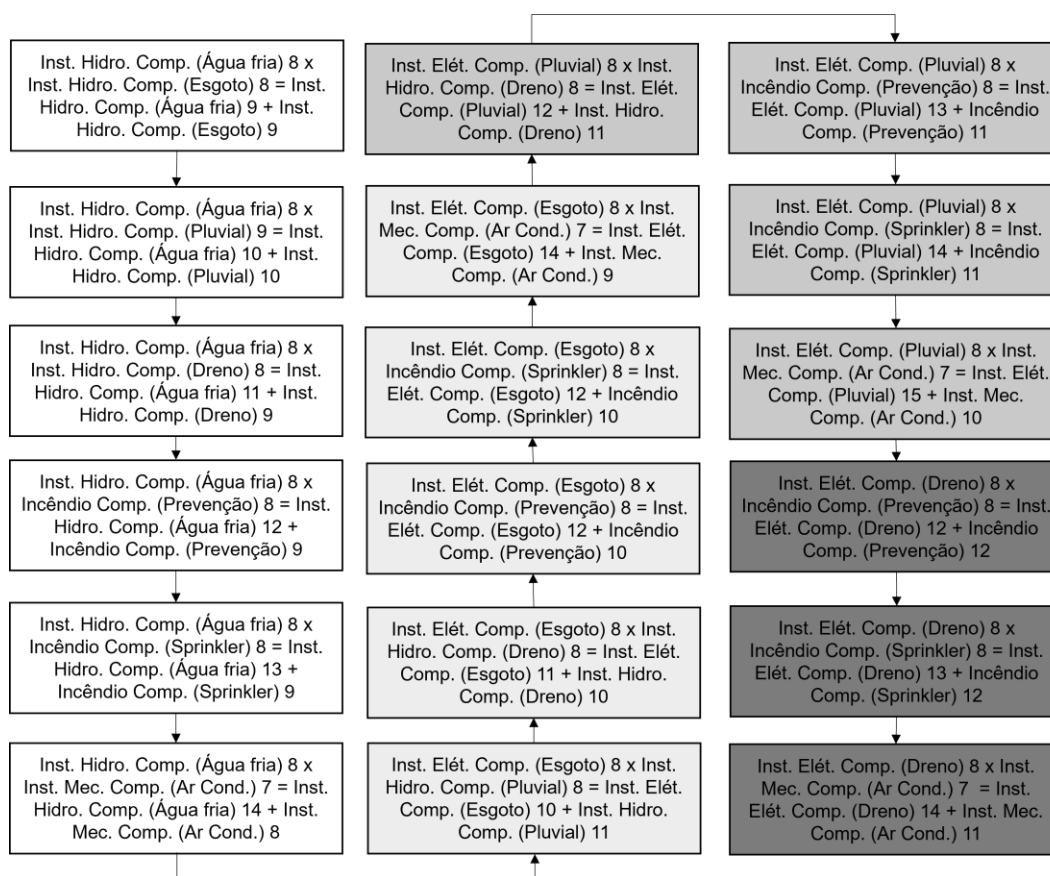 Inst. Hidro. Comp. (Água fria) 8 x
Inst. Hidro. Comp. (Esgoto) 8 = Inst.
Hidro. Comp. (Água fria) 9 + Inst.
Hidro. Comp. (Esgoto) 9
Inst. Hidro. Comp. (Água fria) 8 x
Inst. Hidro. Comp. (Pluvial) 9 = Inst.
Hidro. Comp. (Água fria) 10 + Inst.
Hidro. Comp. (Pluvial) 10
Inst. Hidro. Comp. (Água fria) 8 x
Inst. Hidro. Comp. (Dreno) 8 = Inst.
Hidro. Comp. (Água fria) 11 + Inst.
Hidro. Comp. (Dreno) 9
Inst. Hidro. Comp. (Água fria) 8 x
Incêndio Comp. (Prevenção) 8 = Inst.
Hidro. Comp. (Água fria) 12 +
Incêndio Comp. (Prevenção) 9
Inst. Hidro. Comp. (Água fria) 8 x
Incêndio Comp. (Sprinkler) 8 = Inst.
Hidro. Comp. (Água fria) 13 +
Incêndio Comp. (Sprinkler) 9
Inst. Hidro. Comp. (Água fria) 8 x
Inst. Mec. Comp. (Ar Cond.) 7 = Inst.
Hidro. Comp. (Água fria) 14 + Inst.
Mec. Comp. (Ar Cond.) 8
Inst. Elét. Comp. (Esgoto) 8 x Inst.
Hidro. Comp. (Pluvial) 8 = Inst. Elét.
Comp. (Esgoto) 10 + Inst. Hidro.
Comp. (Pluvial) 11
Inst. Elét. Comp. (Esgoto) 8 x Inst.
Hidro. Comp. (Dreno) 8 = Inst. Elét.
Comp. (Esgoto) 11 + Inst. Hidro.
Comp. (Dreno) 10
Inst. Elét. Comp. (Esgoto) 8 x
Incêndio Comp. (Prevenção) 8 = Inst.
Elét. Comp. (Esgoto) 12 + Incêndio
Comp. (Prevenção) 10
Inst. Elét. Comp. (Esgoto) 8 x
Incêndio Comp. (Sprinkler) 8 = Inst.
Elét. Comp. (Esgoto) 12 + Incêndio
Comp. (Sprinkler) 10
Inst. Elét. Comp. (Esgoto) 8 x Inst.
Mec. Comp. (Ar Cond.) 7 = Inst. Elét.
Comp. (Esgoto) 14 + Inst. Mec.
Comp. (Ar Cond.) 9
Inst. Elét. Comp. (Pluvial) 8 x Inst.
Hidro. Comp. (Dreno) 8 = Inst. Elét.
Comp. (Pluvial) 12 + Inst. Hidro.
Comp. (Dreno) 11
Inst. Elét. Comp. (Pluvial) 8 x
Incêndio Comp. (Prevenção) 8 = Inst.
Elét. Comp. (Pluvial) 13 + Incêndio
Comp. (Prevenção) 11
Inst. Elét. Comp. (Pluvial) 8 x
Incêndio Comp. (Sprinkler) 8 = Inst.
Elét. Comp. (Pluvial) 14 + Incêndio
Comp. (Sprinkler) 11
Inst. Elét. Comp. (Pluvial) 8 x Inst.
Mec. Comp. (Ar Cond.) 7 = Inst. Elét.
Comp. (Pluvial) 15 + Inst. Mec.
Comp. (Ar Cond.) 10
Inst. Elét. Comp. (Dreno) 8 x
Incêndio Comp. (Prevenção) 8 = Inst.
Elét. Comp. (Dreno) 12 + Incêndio
Comp. (Prevenção) 12
Inst. Elét. Comp. (Dreno) 8 x
Incêndio Comp. (Sprinkler) 8 = Inst.
Elét. Comp. (Dreno) 13 + Incêndio
Comp. (Sprinkler) 12
Inst. Elét. Comp. (Dreno) 8 x Inst.
Mec. Comp. (Ar Cond.) 7 = Inst.
Elét. Comp. (Dreno) 14 + Inst. Mec.
Comp. (Ar Cond.) 11